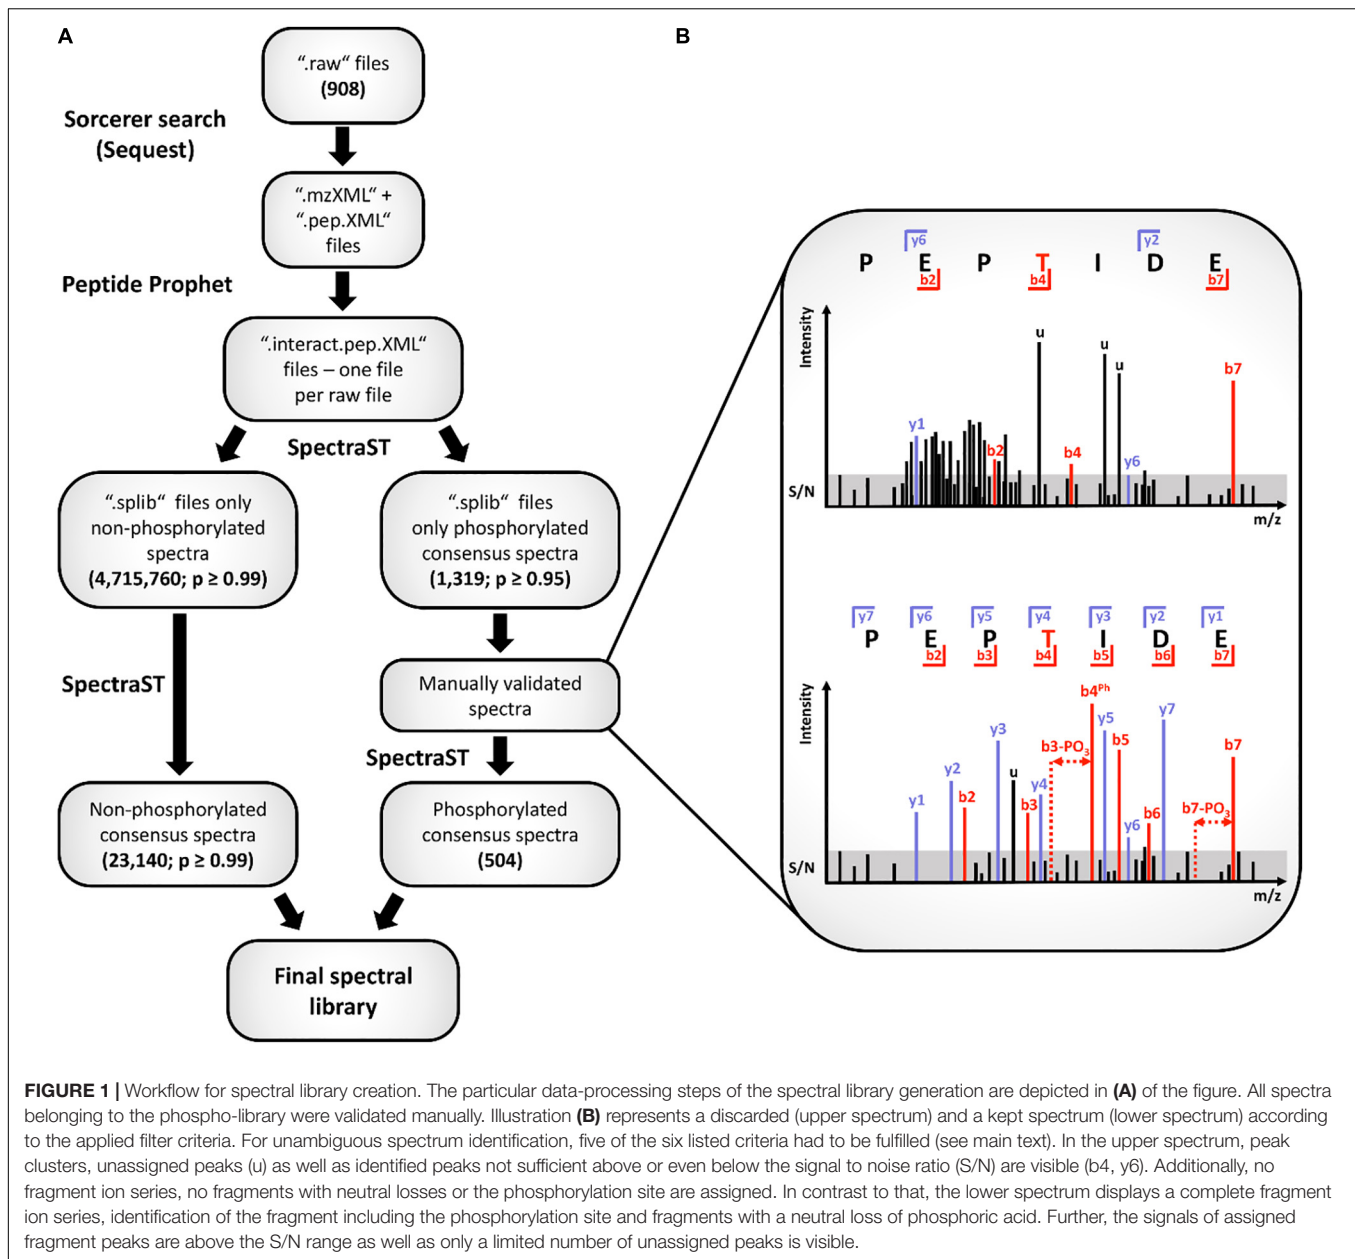 A
".raw" files
(908)
Sorcerer search
(Sequest)
".mzXML" +
".pep.XML"
files
Peptide Prophet
".interact.pep.XML"
files – one file
per raw file
SpectraST
".splib" files only
non-phosphorylated
spectra
(4,715,760; p ≥ 0.99)
".splib" files
only phosphorylated
consensus spectra
(1,319; p ≥ 0.95)
Manually validated
spectra
SpectraST
SpectraST
Non-phosphorylated
consensus spectra
(23,140; p ≥ 0.99)
Phosphorylated
consensus spectra
(504)
Final spectral
library
B
y6 y2
P E P T I D E
b2 b4 b7
Intensity
u
u
u
b7
y1
b2
b4
y6
S/N
m/z
y7 y6 y5 y4 y3 y2 y1
P E P T I D E
b2 b3 b4 b5 b6 b7
Intensity
b4Ph
y7
y5
y3
b3-PO3
b5
b7
u
y2
y4
b2
b3
y1
b6
b7-PO3
y6
S/N
m/z
FIGURE 1 | Workflow for spectral library creation. The particular data-processing steps of the spectral library generation are depicted in (A) of the figure. All spectra
belonging to the phospho-library were validated manually. Illustration (B) represents a discarded (upper spectrum) and a kept spectrum (lower spectrum) according
to the applied filter criteria. For unambiguous spectrum identification, five of the six listed criteria had to be fulfilled (see main text). In the upper spectrum, peak
clusters, unassigned peaks (u) as well as identified peaks not sufficient above or even below the signal to noise ratio (S/N) are visible (b4, y6). Additionally, no
fragment ion series, no fragments with neutral losses or the phosphorylation site are assigned. In contrast to that, the lower spectrum displays a complete fragment
ion series, identification of the fragment including the phosphorylation site and fragments with a neutral loss of phosphoric acid. Further, the signals of assigned
fragment peaks are above the S/N range as well as only a limited number of unassigned peaks is visible.